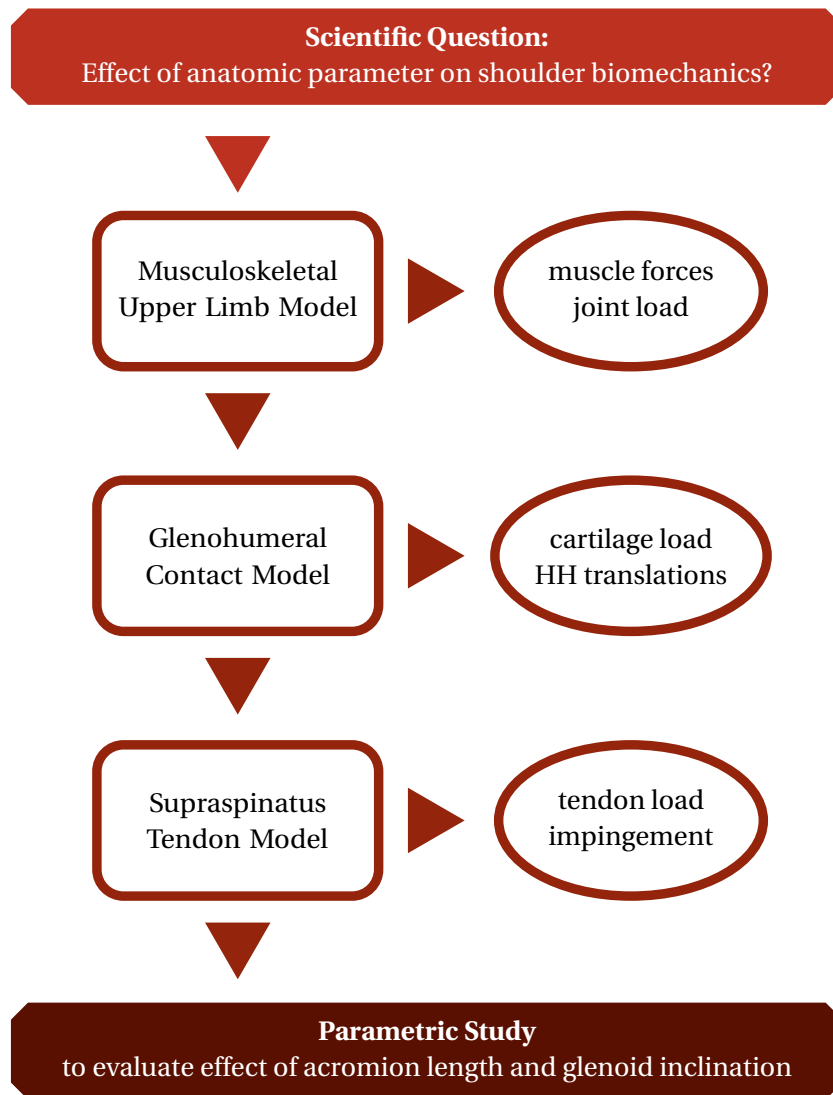 Scientific Question:
Effect of anatomic parameter on shoulder biomechanics?
Musculoskeletal
Upper Limb Model
muscle forces
joint load
Glenohumeral
Contact Model
cartilage load
HH translations
Supraspinatus
Tendon Model
tendon load
impingement
Parametric Study
to evaluate effect of acromion length and glenoid inclination